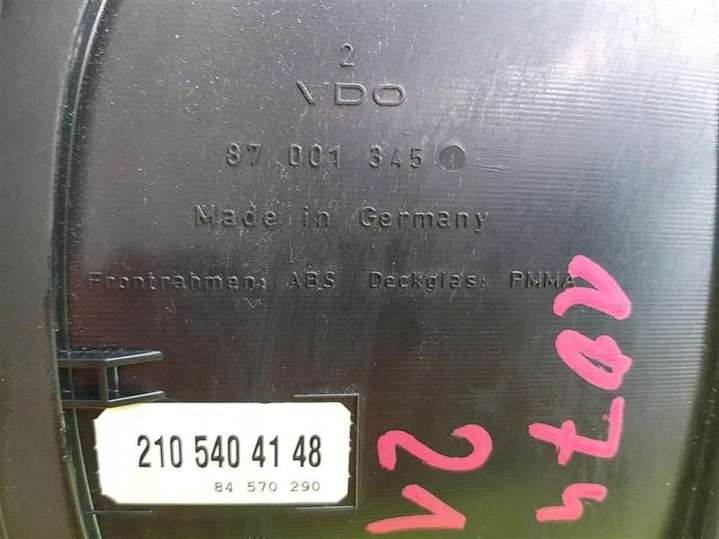 2
VDO
87 001 345
Made in Germany
Frontrahmen: ABS Deckglas: PMMA
210 540 41 48
84 570 290
21